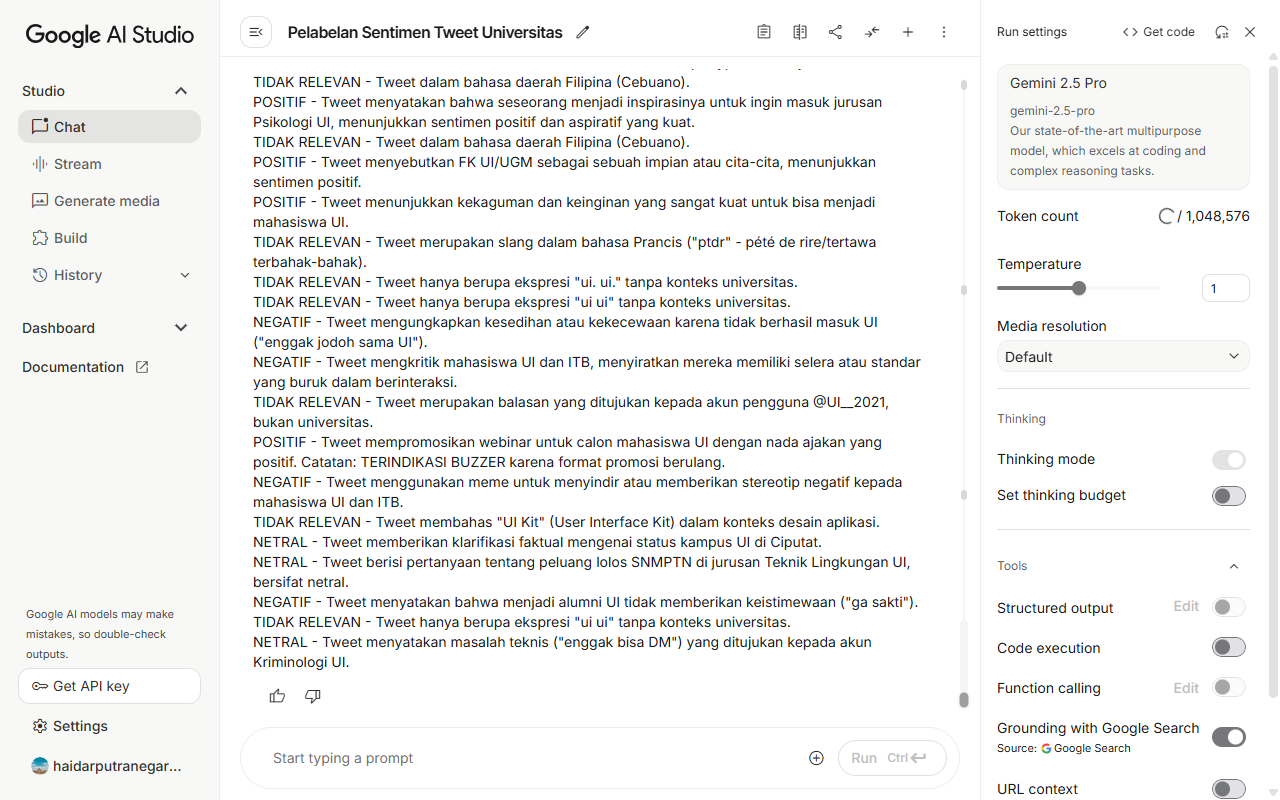 Google AI Studio
Studio
Chat
Stream
Generate media
Build
History
Dashboard
Documentation
Google AI models may make
mistakes, so double-check
outputs.
Get API key
Settings
haidarputranegar...
Pelabelan Sentimen Tweet Universitas
TIDAK RELEVAN - Tweet dalam bahasa daerah Filipina (Cebuano).
POSITIF - Tweet menyatakan bahwa seseorang menjadi inspirasinya untuk ingin masuk jurusan
Psikologi UI, menunjukkan sentimen positif dan aspiratif yang kuat.
TIDAK RELEVAN - Tweet dalam bahasa daerah Filipina (Cebuano).
POSITIF - Tweet menyebutkan FK UI/UGM sebagai sebuah impian atau cita-cita, menunjukkan
sentimen positif.
POSITIF - Tweet menunjukkan kekaguman dan keinginan yang sangat kuat untuk bisa menjadi
mahasiswa UI.
TIDAK RELEVAN - Tweet merupakan slang dalam bahasa Prancis ("ptdr" - pété de rire/tertawa
terbahak-bahak).
TIDAK RELEVAN - Tweet hanya berupa ekspresi "ui. ui." tanpa konteks universitas.
TIDAK RELEVAN - Tweet hanya berupa ekspresi "ui ui" tanpa konteks universitas.
NEGATIF - Tweet mengungkapkan kesedihan atau kekecewaan karena tidak berhasil masuk UI
("enggak jodoh sama UI").
NEGATIF - Tweet mengkritik mahasiswa UI dan ITB, menyiratkan mereka memiliki selera atau standar
yang buruk dalam berinteraksi.
TIDAK RELEVAN - Tweet merupakan balasan yang ditujukan kepada akun pengguna @UI__2021,
bukan universitas.
POSITIF - Tweet mempromosikan webinar untuk calon mahasiswa UI dengan nada ajakan yang
positif. Catatan: TERINDIKASI BUZZER karena format promosi berulang.
NEGATIF - Tweet menggunakan meme untuk menyindir atau memberikan stereotip negatif kepada
mahasiswa UI dan ITB.
TIDAK RELEVAN - Tweet membahas "UI Kit" (User Interface Kit) dalam konteks desain aplikasi.
NETRAL - Tweet memberikan klarifikasi faktual mengenai status kampus UI di Ciputat.
NETRAL - Tweet berisi pertanyaan tentang peluang lolos SNMPTN di jurusan Teknik Lingkungan UI,
bersifat netral.
NEGATIF - Tweet menyatakan bahwa menjadi alumni UI tidak memberikan keistimewaan ("ga sakti").
TIDAK RELEVAN - Tweet hanya berupa ekspresi "ui ui" tanpa konteks universitas.
NETRAL - Tweet menyatakan masalah teknis ("enggak bisa DM") yang ditujukan kepada akun
Kriminologi UI.
Start typing a prompt
Run Ctrl
Run settings
Get code
Gemini 2.5 Pro
gemini-2.5-pro
Our state-of-the-art multipurpose
model, which excels at coding and
complex reasoning tasks.
Token count / 1,048,576
Temperature
1
Media resolution
Default
Thinking
Thinking mode
Set thinking budget
Tools
Structured output Edit
Code execution
Function calling Edit
Grounding with Google Search
Source: Google Search
URL context